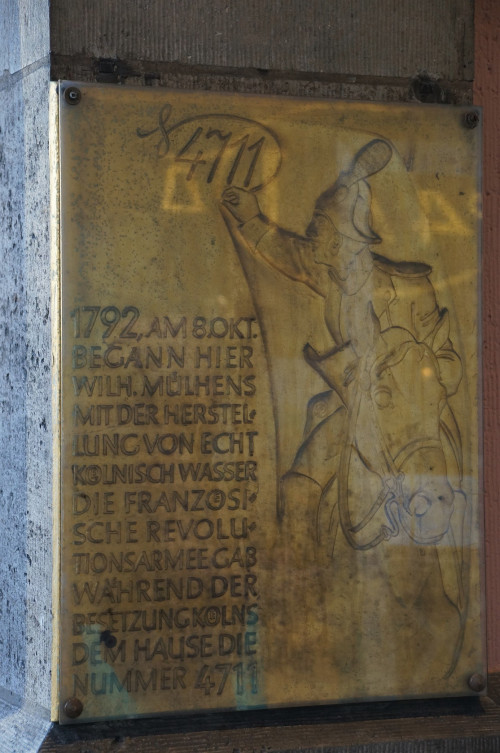 4711
1792, AM 8.OKT.
BEGANN HIER
WILH. MÜLHENS
MIT DER HERSTEL-
LUNG VON ECHT
KÖLNISCH WASSER
DIE FRANZÖSI-
SCHE REVOLU-
TIONSARMEE GAB
WÄHREND DER
BESETZUNG KÖLNS
DEM HAUSE DIE
NUMMER 4711